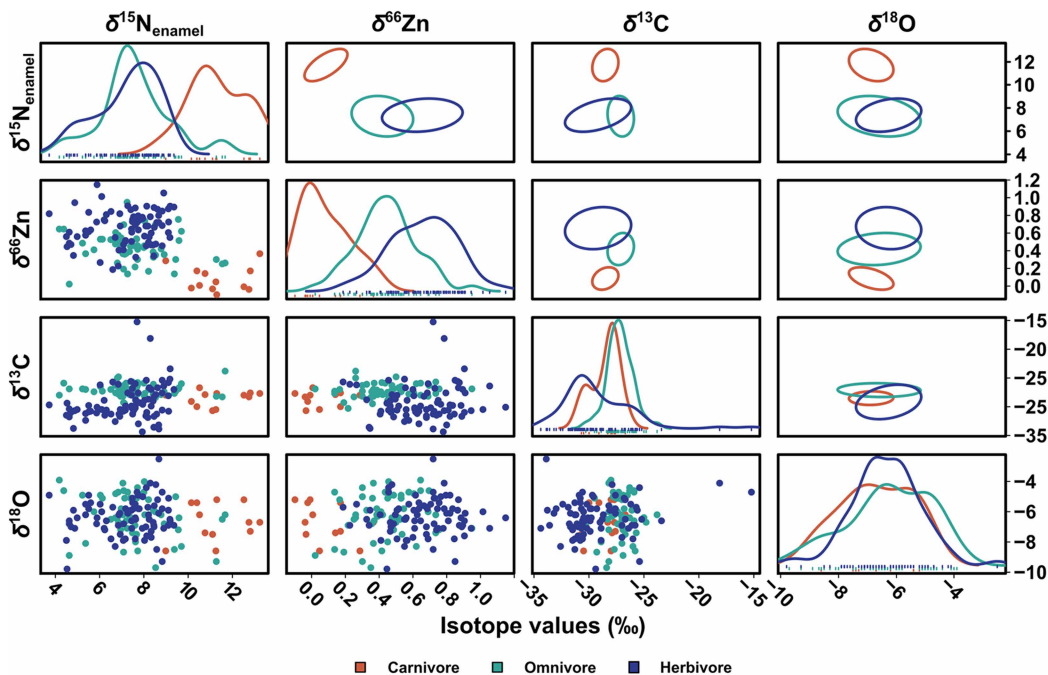 δ15Nenamel δ66Zn δ13C δ18O
δ15Nenamel
12
10
8
6
4
δ66Zn
1.2
1.0
0.8
0.6
0.4
0.2
0.0
δ13C
−15
−20
−25
−25
−35
δ18O
−4
−6
−8
−10
4 6 8 10 12 0.0 0.2 0.4 0.6 0.8 1.0 -35 -30 -25 -20 -15 -10 -8 -6 -4
Isotope values (‰)
Carnivore Omnivore Herbivore